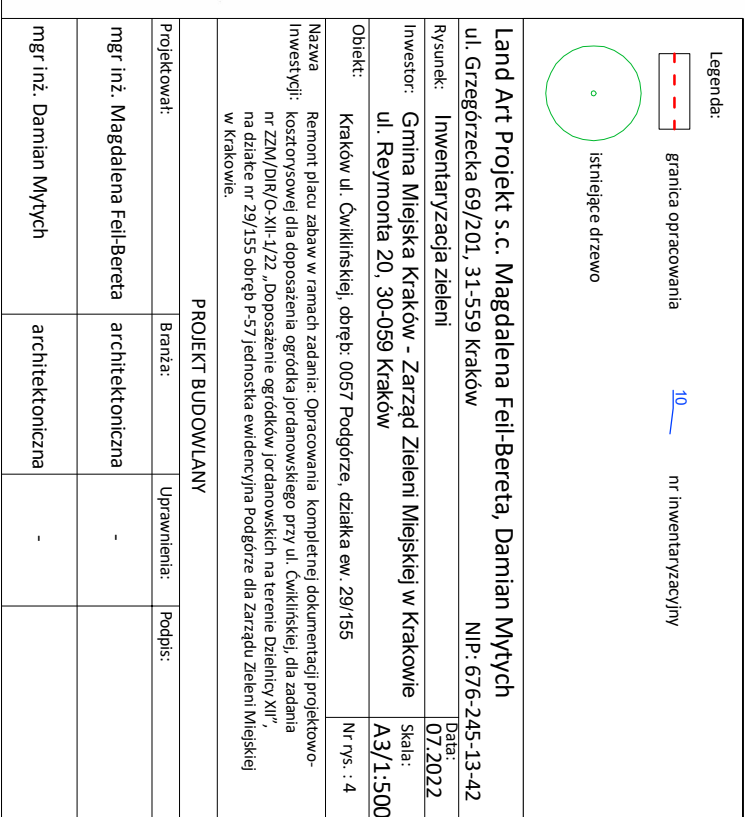 Legenda:
granica opracowania
10
nr inwentaryzacyjny
istniejące drzewo
Land Art Projekt s.c. Magdalena Feil-Bereta, Damian Mytych
ul. Grzegórzecka 69/201, 31-559 Kraków
NIP: 676-245-13-42
Rysunek:
Inwentaryzacja zieleni
Data:
07.2022
Inwestor:
Gmina Miejska Kraków - Zarząd Zieleni Miejskiej w Krakowie
ul. Reymonta 20, 30-059 Kraków
Skala:
A3/1:500
Obiekt:
Kraków ul. Ćwiklińskiej, obręb: 0057 Podgórze, działka ew. 29/155
Nr rys. : 4
Nazwa
Inwestycji:
Remont placu zabaw w ramach zadania: Opracowania kompletnej dokumentacji projektowo-
kosztorysowej dla doposażenia ogródka jordanowskiego przy ul. Ćwiklińskiej, dla zadania
nr ZZM/DIR/O-XII-1/22 „Doposażenie ogródków jordanowskich na terenie Dzielnicy XII”,
na działce nr 29/155 obręb P-57 jednostka ewidencyjna Podgórze dla Zarządu Zieleni Miejskiej
w Krakowie.
PROJEKT BUDOWLANY
Projektował:
Branża:
Uprawnienia:
Podpis:
mgr inż. Magdalena Feil-Bereta
architektoniczna
-
mgr inż. Damian Mytych
architektoniczna
-